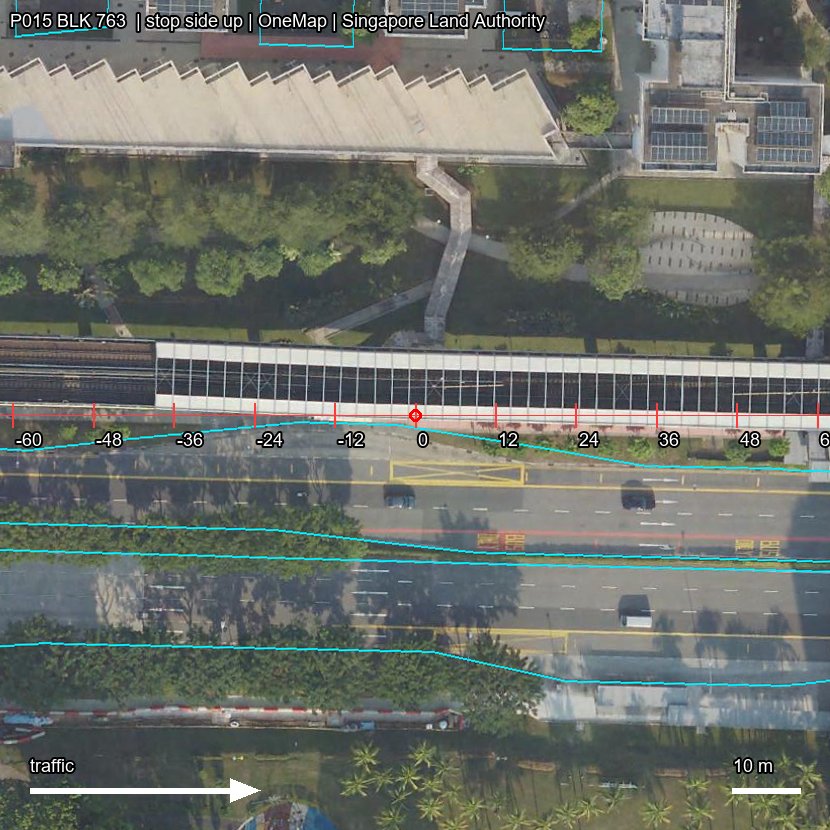 P015 BLK 763 | stop side up | OneMap | Singapore Land Authority
-60 -48 -36 -24 -12 0 12 24 36 48 6
traffic
10 m